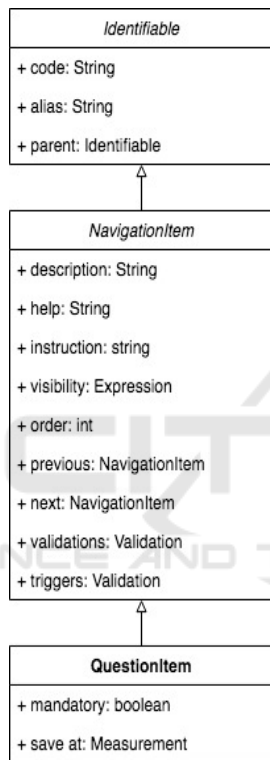 Identifiable
+ code: String
+ alias: String
+ parent: Identifiable
NavigationItem
+ description: String
+ help: String
+ instruction: string
+ visibility: Expression
+ order: int
+ previous: NavigationItem
+ next: NavigationItem
+ validations: Validation
+ triggers: Validation
QuestionItem
+ mandatory: boolean
+ save at: Measurement